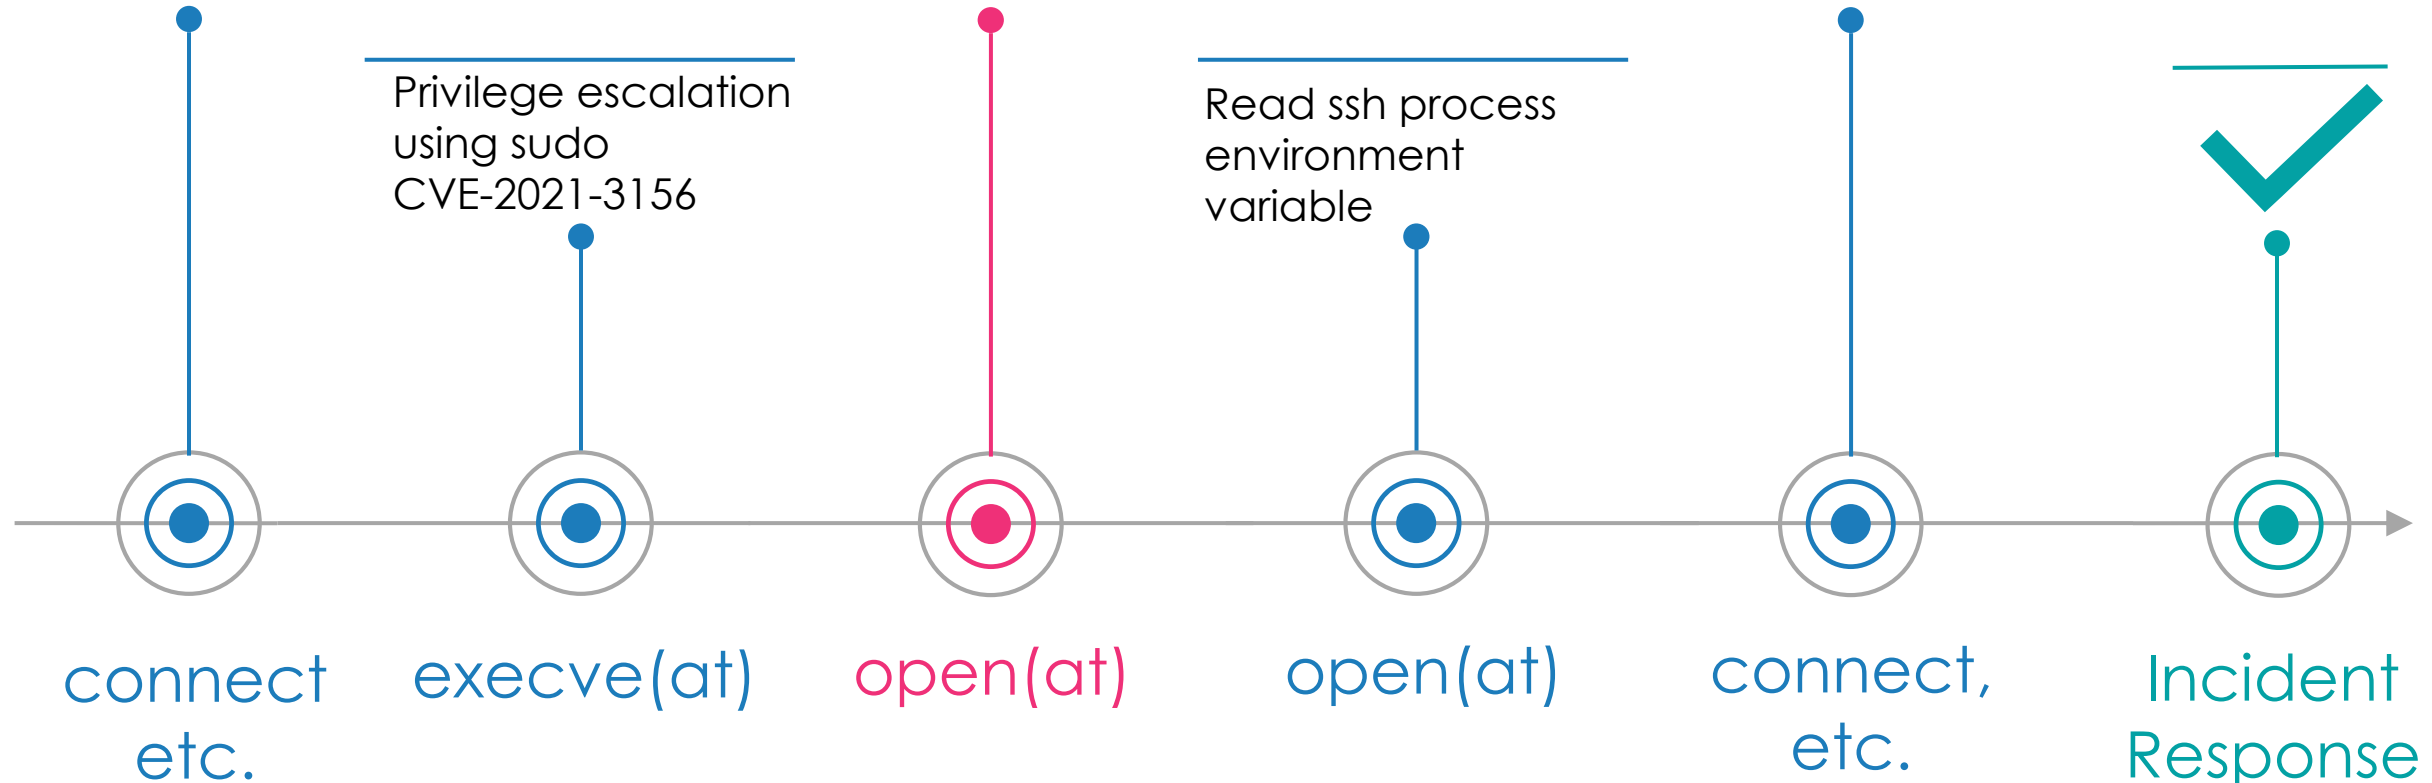 Privilege escalation
using sudo
CVE-2021-3156
Read ssh process
environment
variable
connect
etc.
execve(at)
open(at)
open(at)
connect,
etc.
Incident
Response